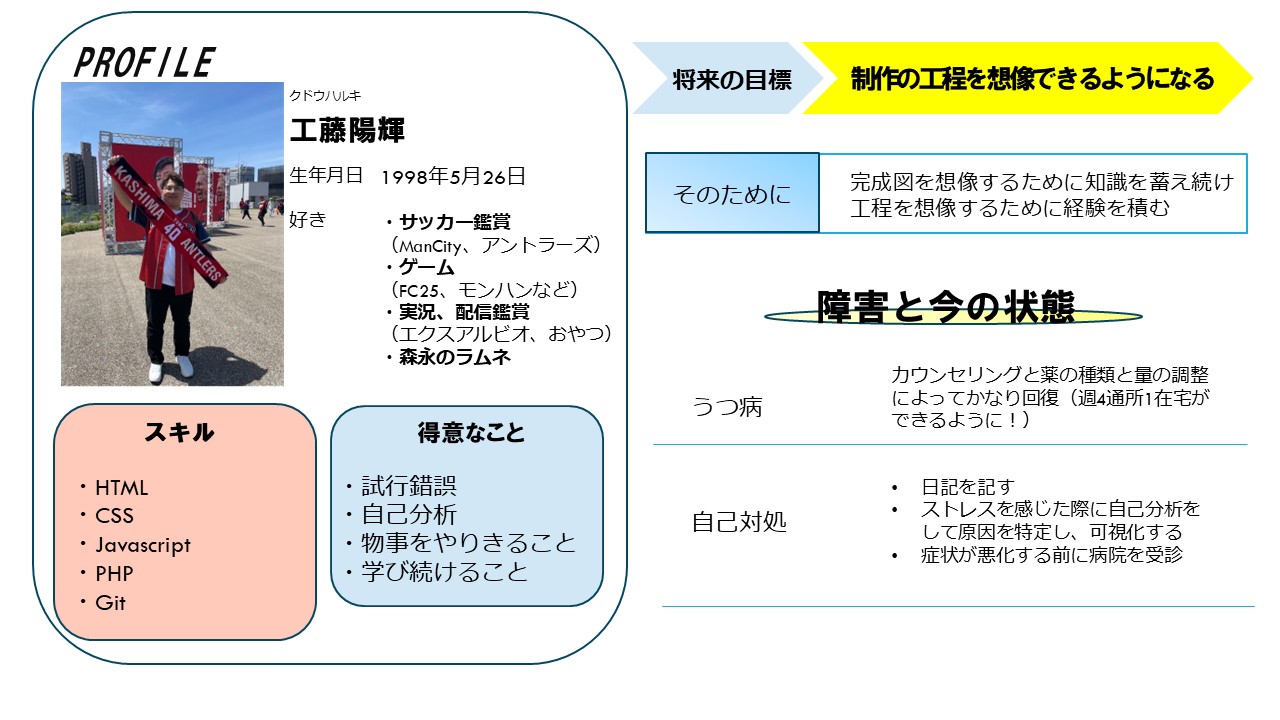 PROFILE
KASHIMA 40 ANTLERS
クドウハルキ
工藤陽輝
生年月日 1998年5月26日
好き
・サッカー鑑賞
（ManCity、アントラーズ）
・ゲーム
（FC25、モンハンなど）
・実況、配信鑑賞
（エクスアルビオ、おやつ）
・森永のラムネ
スキル
・HTML
・CSS
・Javascript
・PHP
・Git
得意なこと
・試行錯誤
・自己分析
・物事をやりきること
・学び続けること
将来の目標
制作の工程を想像できるようになる
そのために
完成図を想像するために知識を蓄え続け
工程を想像するために経験を積む
障害と今の状態
うつ病
カウンセリングと薬の種類と量の調整
によってかなり回復（週4通所1在宅が
できるように！）
自己対処
• 日記を記す
• ストレスを感じた際に自己分析を
して原因を特定し、可視化する
• 症状が悪化する前に病院を受診